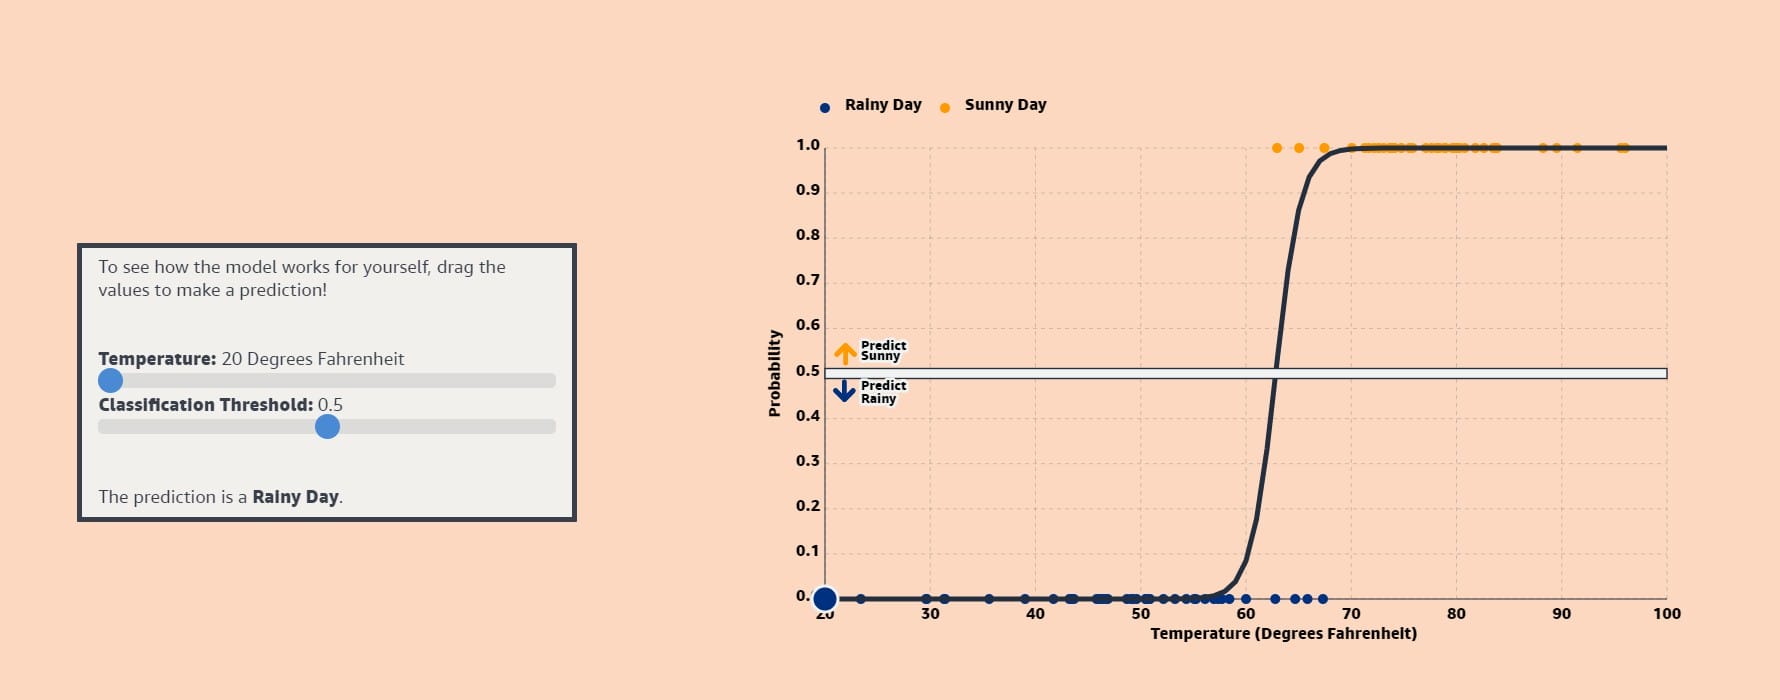 Rainy Day
Sunny Day
To see how the model works for yourself, drag the
values to make a prediction!
Temperature: 20 Degrees Fahrenheit
Classification Threshold: 0.5
The prediction is a Rainy Day.
1.0
0.9
0.8
0.7
0.6
0.5
0.4
0.3
0.2
0.1
0.
Probability
Predict
Sunny
Predict
Rainy
20
30
40
50
60
70
80
90
100
Temperature (Degrees Fahrenheit)